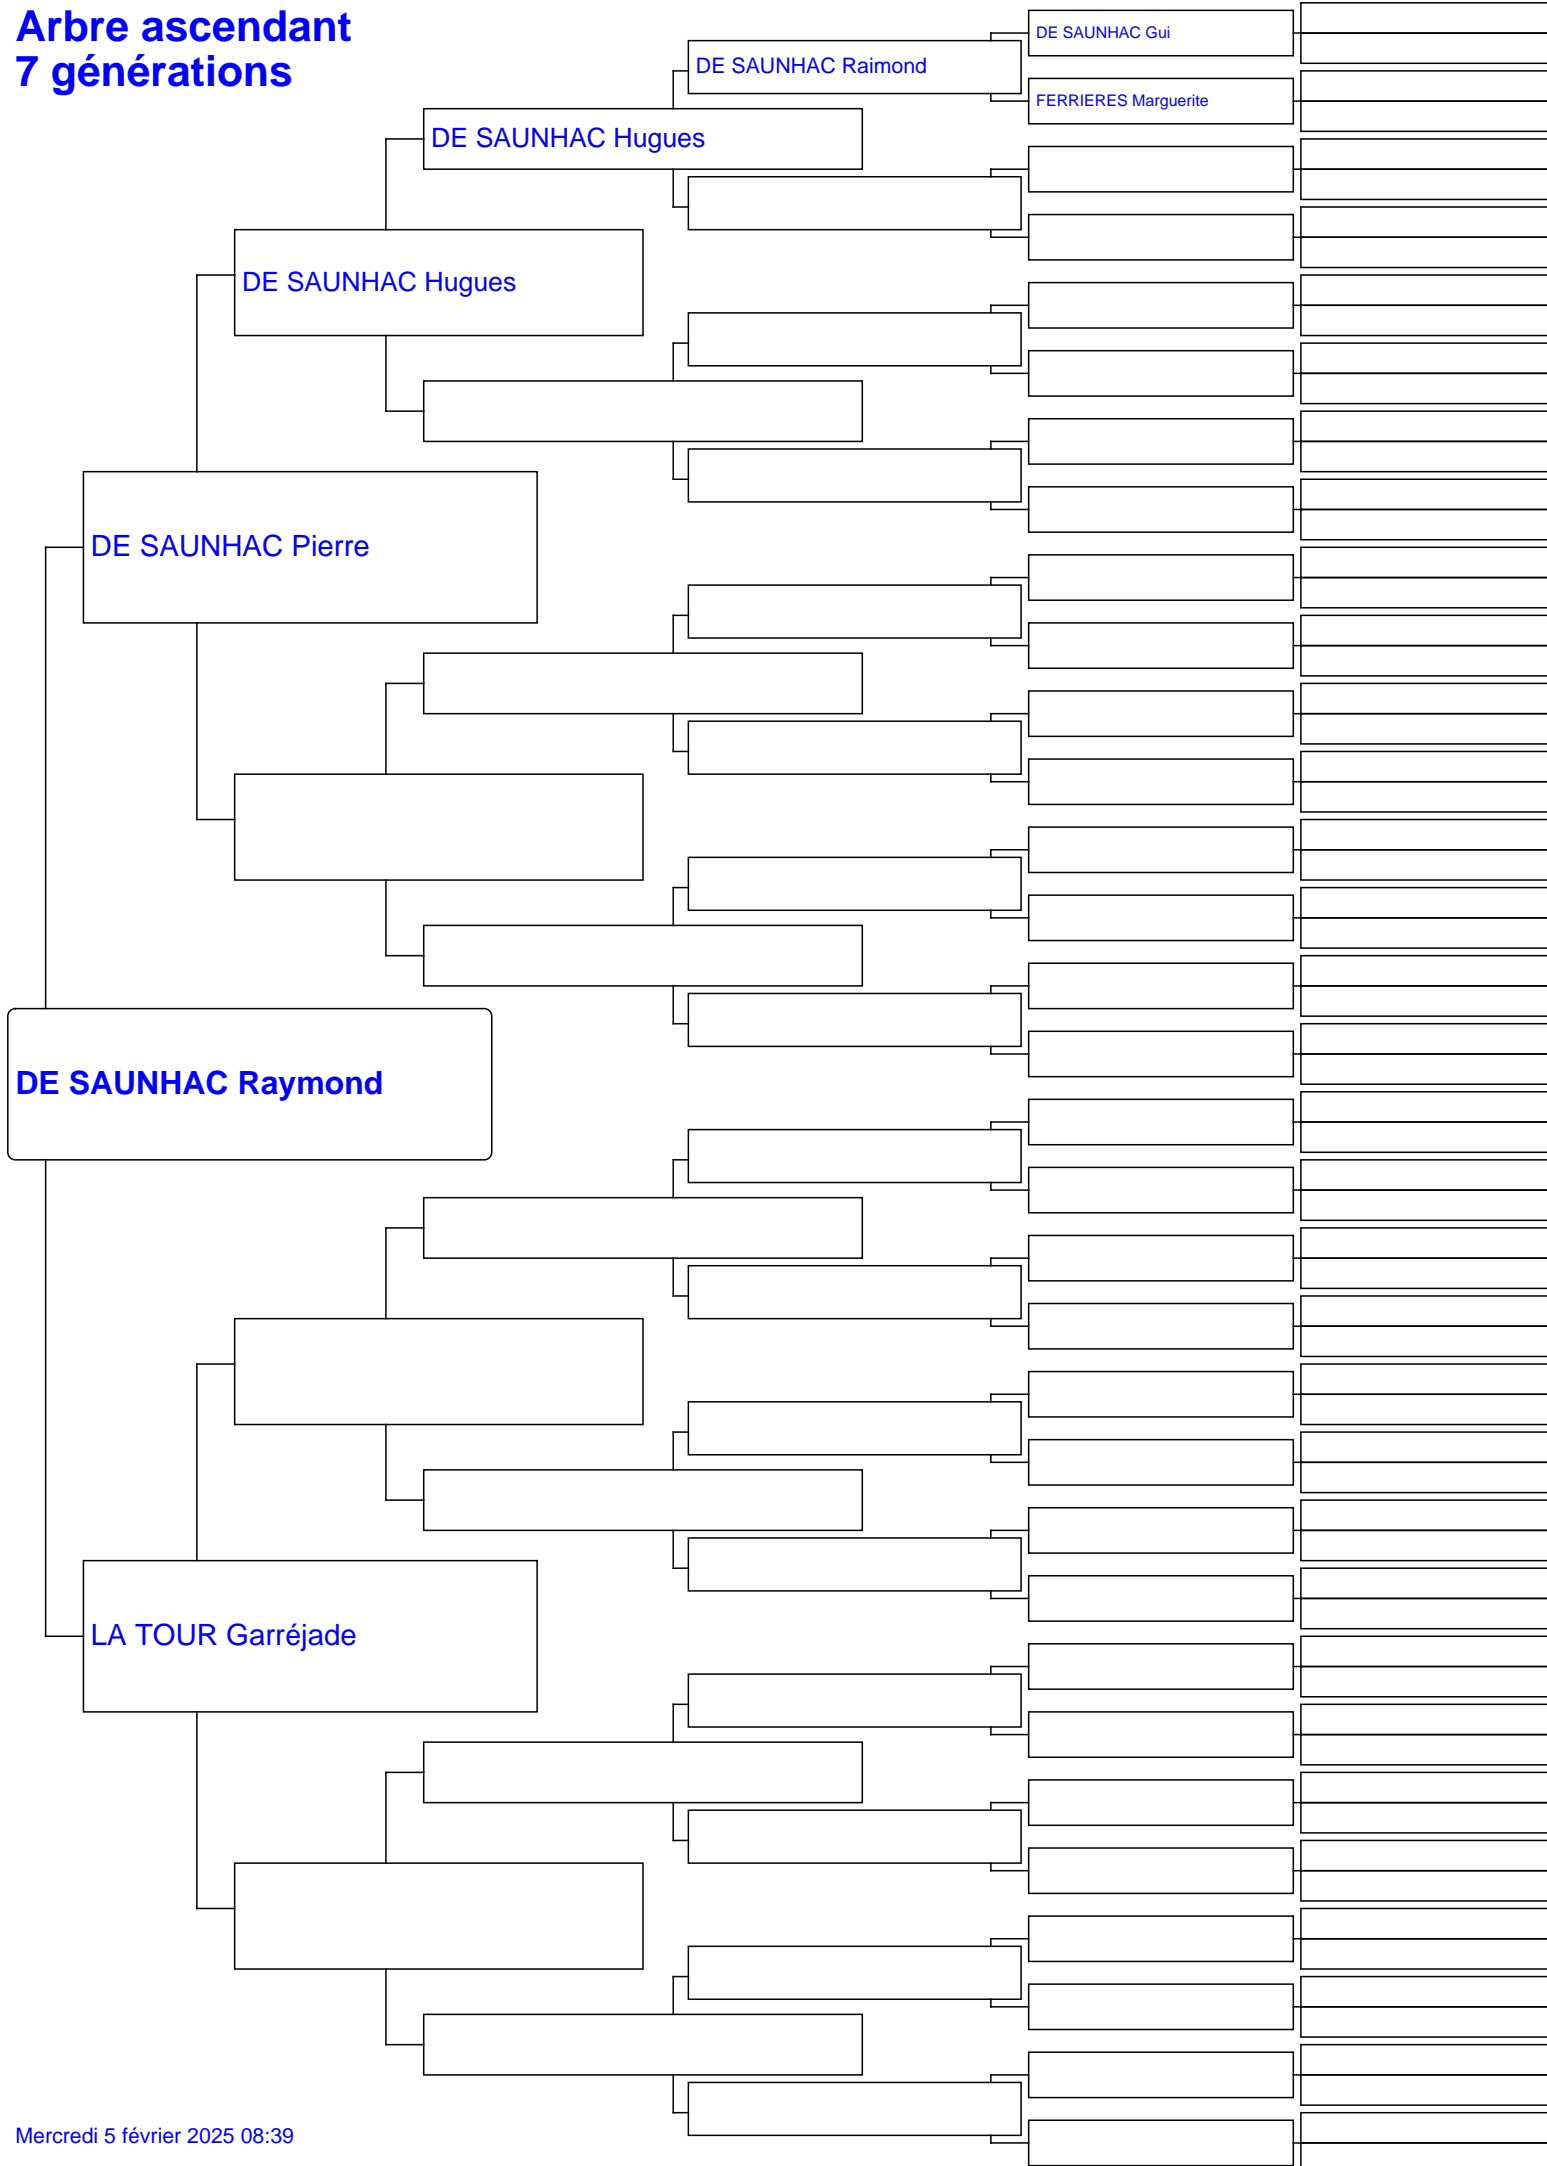 Arbre ascendant
7 générations
DE SAUNHAC Gui
DE SAUNHAC Raimond
FERRIERES Marguerite
DE SAUNHAC Hugues
DE SAUNHAC Hugues
DE SAUNHAC Pierre
DE SAUNHAC Raymond
LA TOUR Garréjade
Mercredi 5 février 2025 08:39